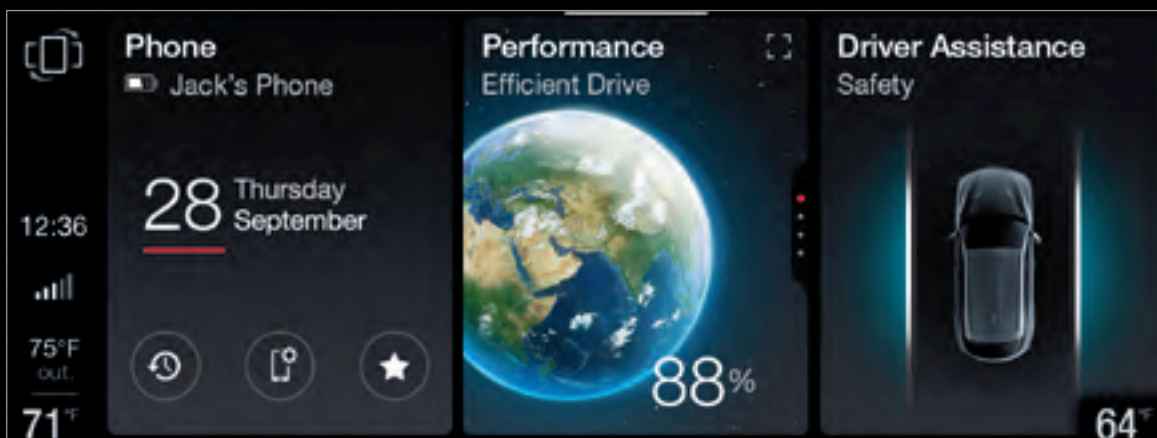 Phone
Jack's Phone
28
Thursday
September
12:36
75°F
out.
71°F
Performance
Efficient Drive
88%
Driver Assistance
Safety
64°F